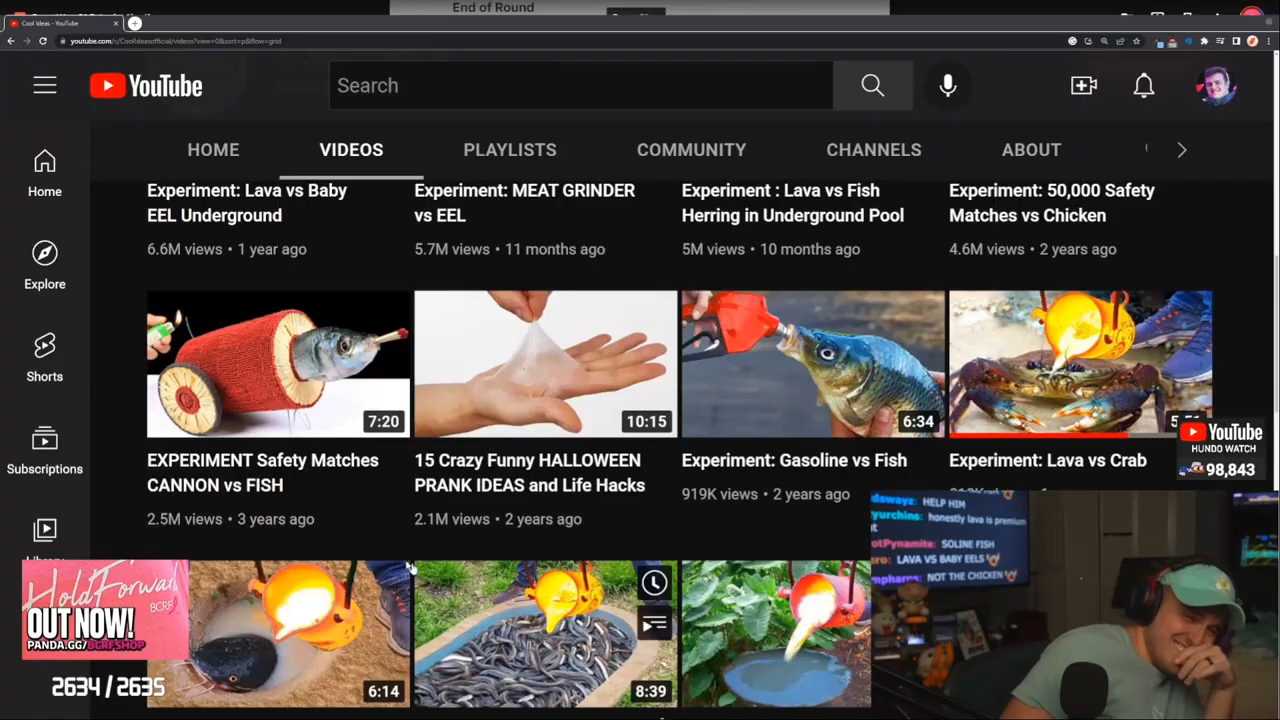 End of Round
Cool Ideas - YouTube
youtube.com/c/CoolIdeasofficial/videos?view=0&sort=p&flow=grid
YouTube
Search
HOME
VIDEOS
PLAYLISTS
COMMUNITY
CHANNELS
ABOUT
Home
Explore
Shorts
Subscriptions
Experiment: Lava vs Baby
EEL Underground
6.6M views • 1 year ago
Experiment: MEAT GRINDER
vs EEL
5.7M views • 11 months ago
Experiment : Lava vs Fish
Herring in Underground Pool
5M views • 10 months ago
Experiment: 50,000 Safety
Matches vs Chicken
4.6M views • 2 years ago
7:20
10:15
6:34
EXPERIMENT Safety Matches
CANNON vs FISH
2.5M views • 3 years ago
15 Crazy Funny HALLOWEEN
PRANK IDEAS and Life Hacks
2.1M views • 2 years ago
Experiment: Gasoline vs Fish
919K views • 2 years ago
Experiment: Lava vs Crab
YouTube
HUNDO WATCH
98,843
HELP HIM
honestly lava is premium
SOLINE FISH
LAVA VS BABY EELS
NOT THE CHICKEN
HoldForward
BCRF
OUT NOW!
PANDA.GG/BCRFSHOP
2634 / 2635
6:14
8:39